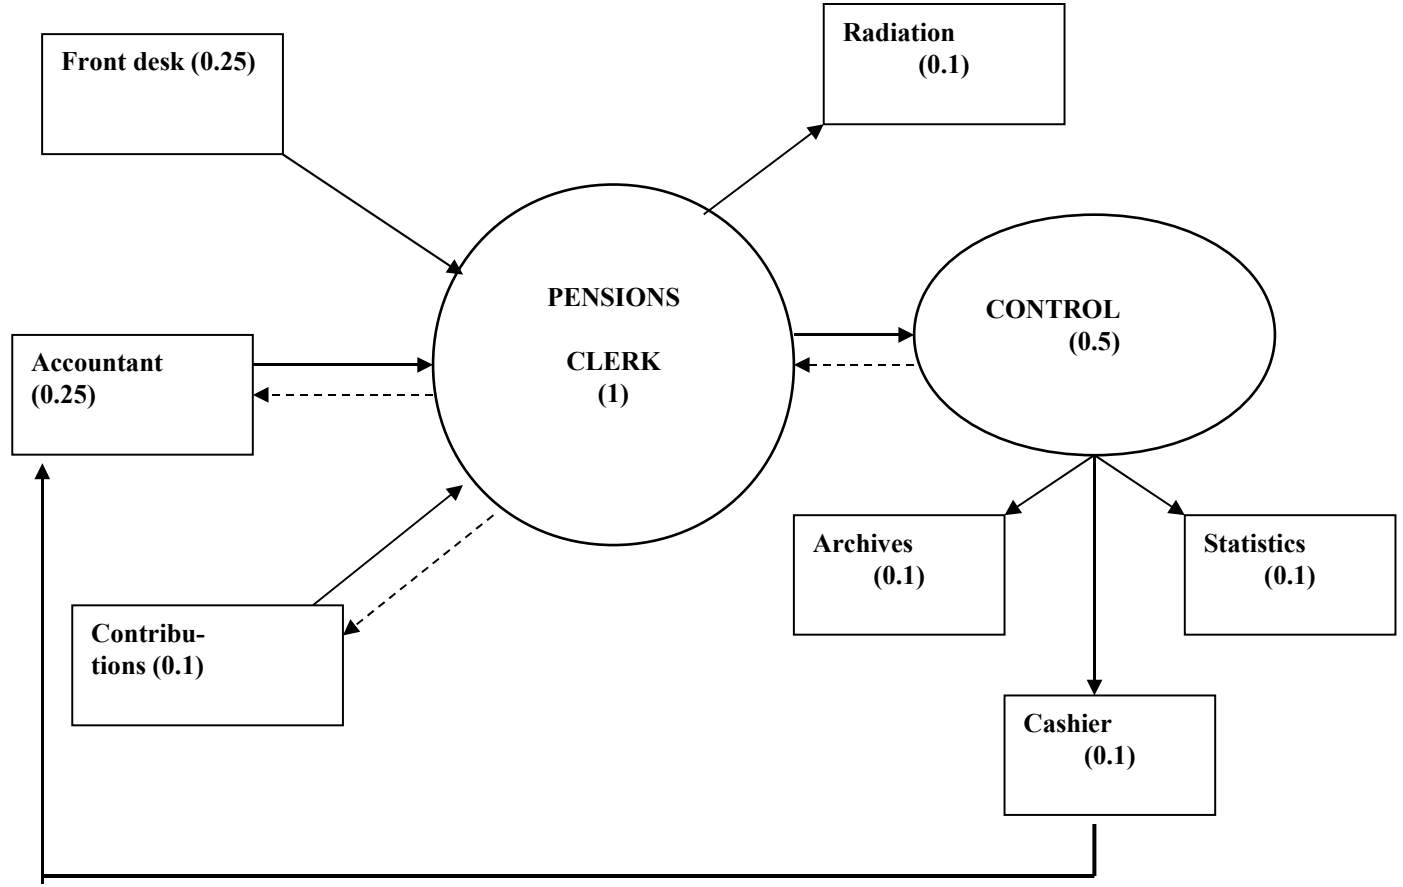 Front desk (0.25)
Radiation
(0.1)
PENSIONS
CLERK
(1)
CONTROL
(0.5)
Accountant
(0.25)
Contribu-
tions (0.1)
Archives
(0.1)
Statistics
(0.1)
Cashier
(0.1)